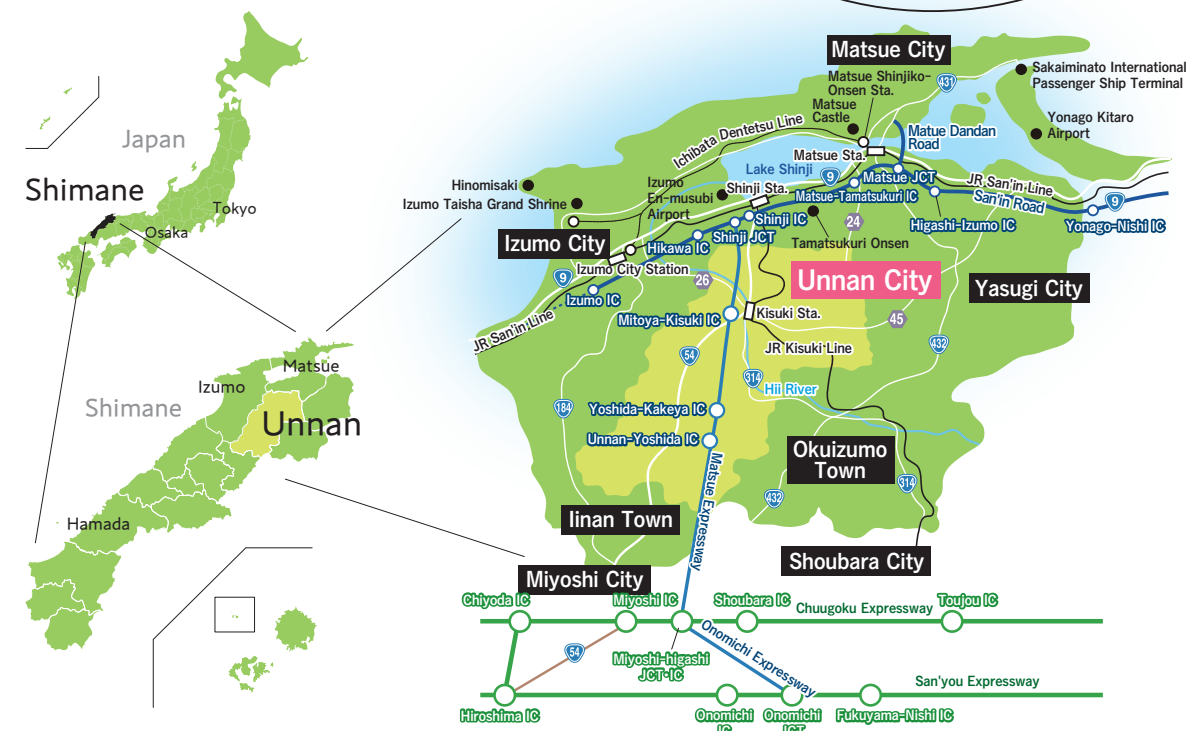 Japan
Shimane
Tokyo
Osaka
Shimane
Izumo
Matsue
Unnan
Hamada
Matsue City
Matsue Shinjiko-
Onsen Sta.
Matsue
Castle
431
Sakaiminato International
Passenger Ship Terminal
Yonago Kitaro
Airport
Matue Dandan
Road
Ichibata Dentetsu Line
Matsue Sta.
Lake Shinji
9
Matsue JCT
JR San'in Line
San'in Road
9
Hinomisaki
Izumo Taisha Grand Shrine
Izumo
En-musubi
Airport
Shinji Sta.
Matsue-Tamatsukuri IC
Shinji IC
Shinji JCT
Hikawa IC
24
Tamatsukuri Onsen
Higashi-Izumo IC
Yonago-Nishi IC
Izumo City
Izumo City Station
9
Izumo IC
JR San'in Line
26
Unnan City
Yasugi City
Mitoya-Kisuki IC
Kisuki Sta.
45
JR Kisuki Line
54
432
314
Hii River
184
Yoshida-Kakeya IC
Unnan-Yoshida IC
Okuizumo
Town
314
432
Matsue Expressway
Iinan Town
Shoubara City
Miyoshi City
Chiyoda IC
Miyoshi IC
Shoubara IC
Chuugoku Expressway
Toujou IC
54
Miyoshi-higashi
JCT·IC
Onomichi Expressway
San'you Expressway
Hiroshima IC
Onomichi
IC
Onomichi
JCT
Fukuyama-Nishi IC